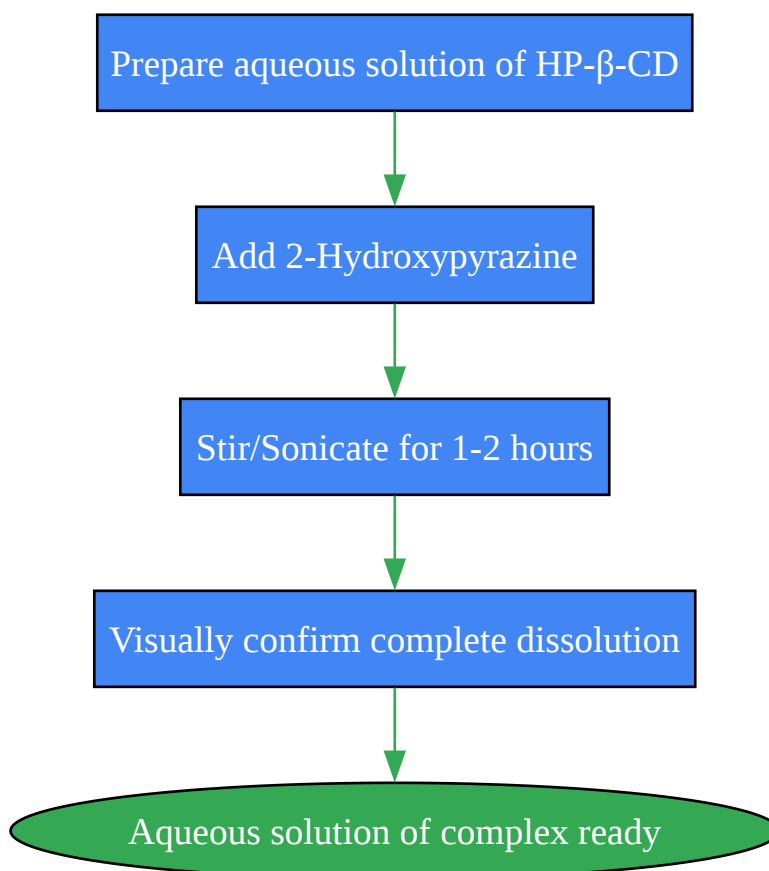 Prepare aqueous solution of HP-β-CD
Add 2-Hydroxypyrazine
Stir/Sonicate for 1-2 hours
Visually confirm complete dissolution
Aqueous solution of complex ready